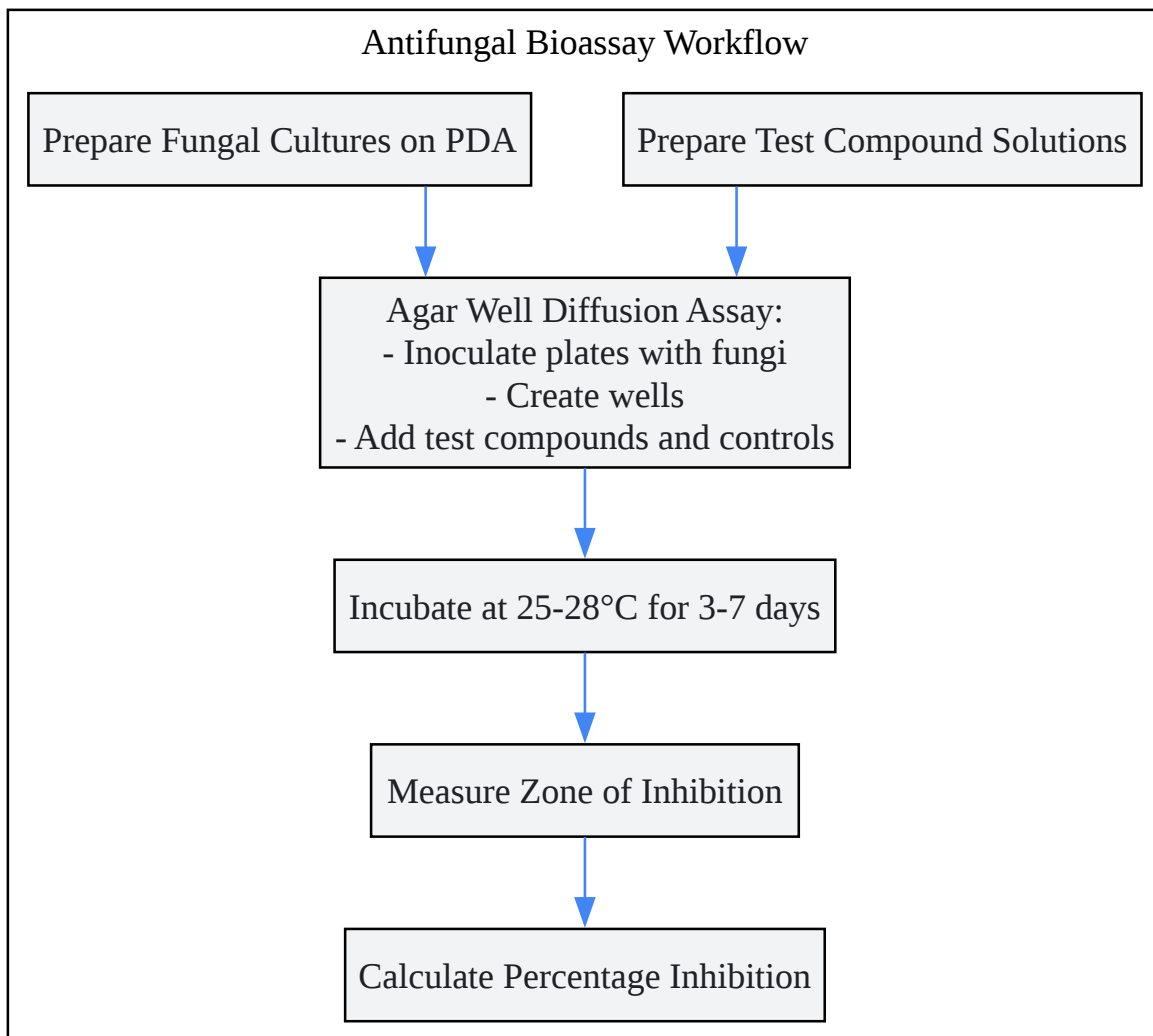 Antifungal Bioassay Workflow
Prepare Fungal Cultures on PDA
Prepare Test Compound Solutions
Agar Well Diffusion Assay:
- Inoculate plates with fungi
- Create wells
- Add test compounds and controls
Incubate at 25-28°C for 3-7 days
Measure Zone of Inhibition
Calculate Percentage Inhibition